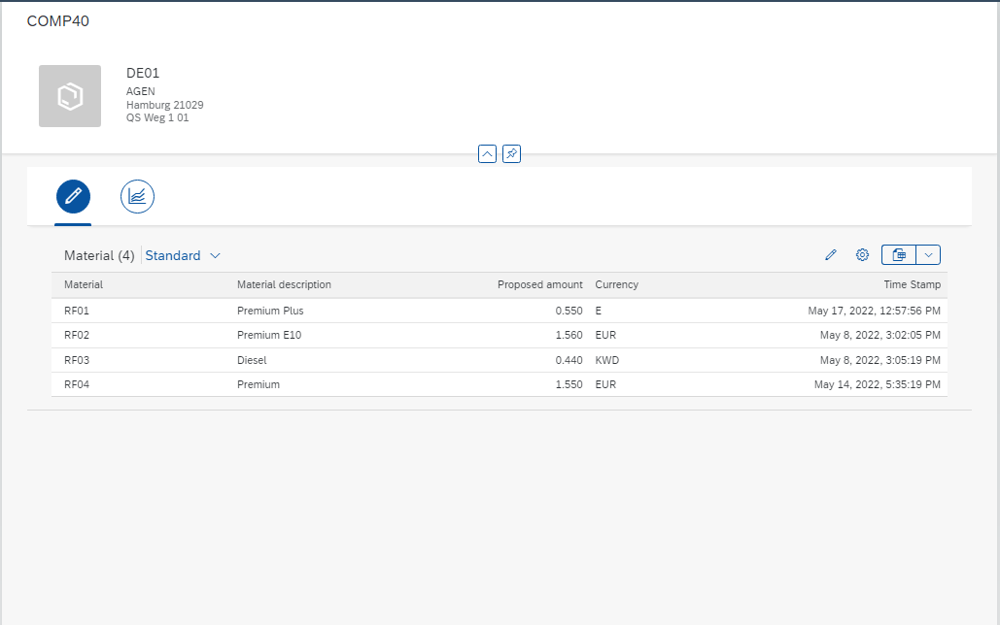 COMP40
DE01
AGEN
Hamburg 21029
QS Weg 1 01
Material (4) Standard
Material Material description Proposed amount Currency Time Stamp
RF01 Premium Plus 0.550 E May 17, 2022, 12:57:56 PM
RF02 Premium E10 1.560 EUR May 8, 2022, 3:02:05 PM
RF03 Diesel 0.440 KWD May 8, 2022, 3:05:19 PM
RF04 Premium 1.550 EUR May 14, 2022, 5:35:19 PM